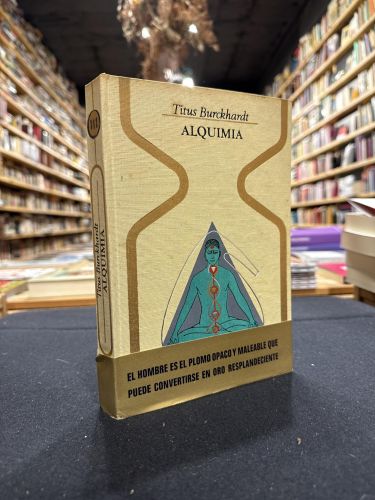 Titus Burckhardt
ALQUIMIA
Titus Burckhardt
ALQUIMIA
EL HOMBRE ES EL PLOMO OPACO Y MALEABLE QUE
PUEDE CONVERTIRSE EN ORO RESPLANDECIENTE